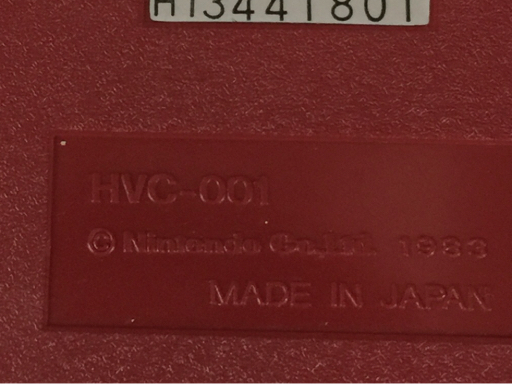 H13441801
HVC-001
© Nintendo Co.,Ltd. 1983
MADE IN JAPAN